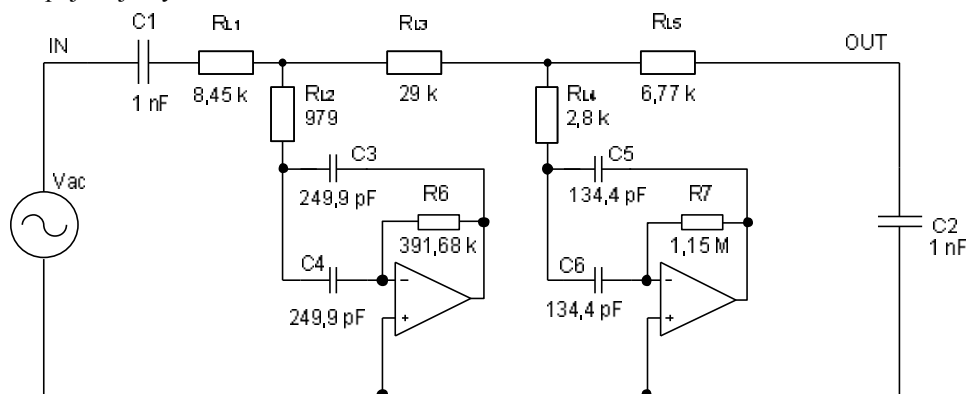 C1
RL1
RL3
RL5
IN
OUT
1 nF
8,45 k
29 k
6,77 k
RL2
979
RL4
2,8 k
C3
249,9 pF
C5
134,4 pF
Vac
R6
391,68 k
R7
1,15 M
C2
1 nF
C4
249,9 pF
C6
134,4 pF